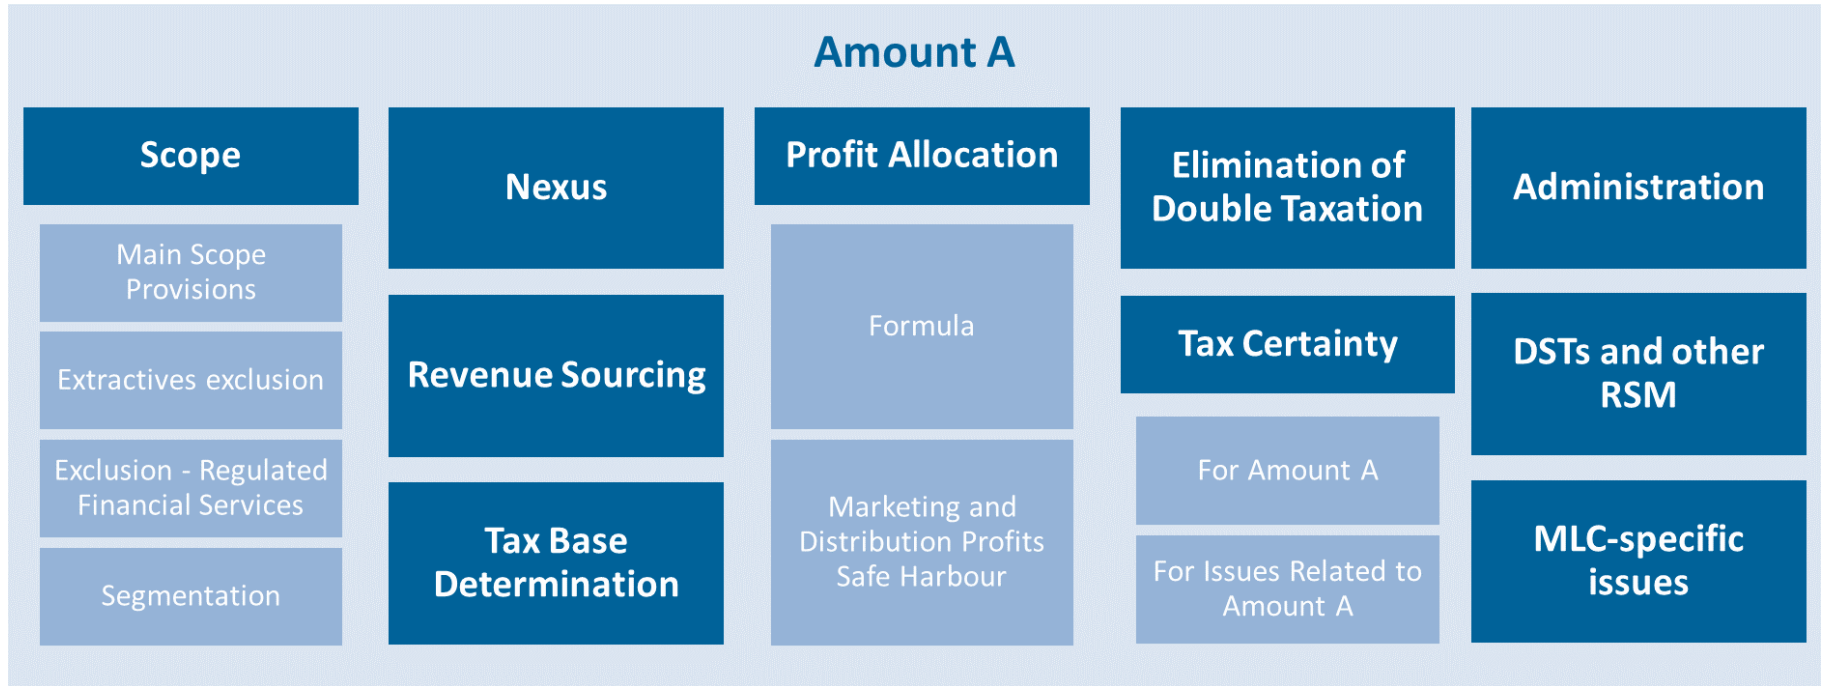 Amount A
Scope
Main Scope
Provisions
Extractives exclusion
Exclusion - Regulated
Financial Services
Segmentation
Nexus
Revenue Sourcing
Tax Base
Determination
Profit Allocation
Formula
Marketing and
Distribution Profits
Safe Harbour
Elimination of
Double Taxation
Tax Certainty
For Amount A
For Issues Related to
Amount A
Administration
DSTs and other
RSM
MLC-specific
issues